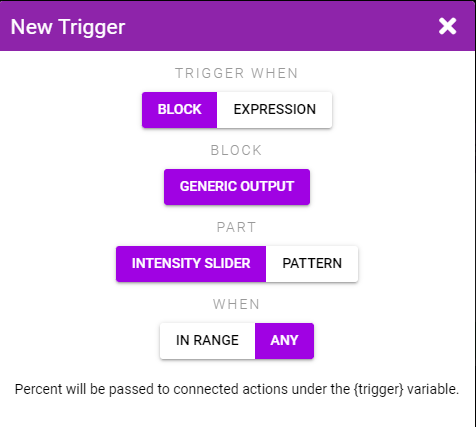 New Trigger
TRIGGER WHEN
BLOCK EXPRESSION
BLOCK
GENERIC OUTPUT
PART
INTENSITY SLIDER PATTERN
WHEN
IN RANGE ANY
Percent will be passed to connected actions under the {trigger} variable.